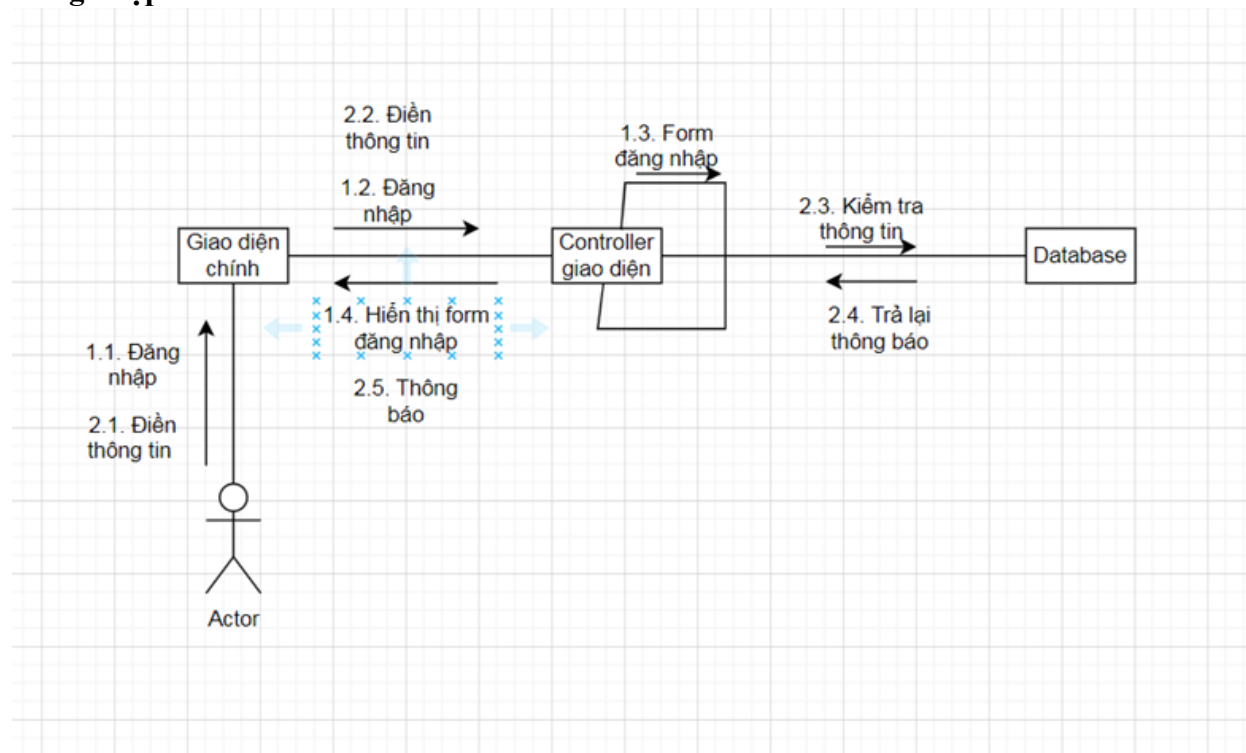 2.2. Điền
thông tin
1.2. Đăng
nhập
1.3. Form
đăng nhập
2.3. Kiểm tra
thông tin
Giao diện
chính
Controller
giao diện
Database
1.4. Hiển thị form
đăng nhập
2.4. Trả lại
thông báo
1.1. Đăng
nhập
2.5. Thông
báo
2.1. Điền
thông tin
Actor